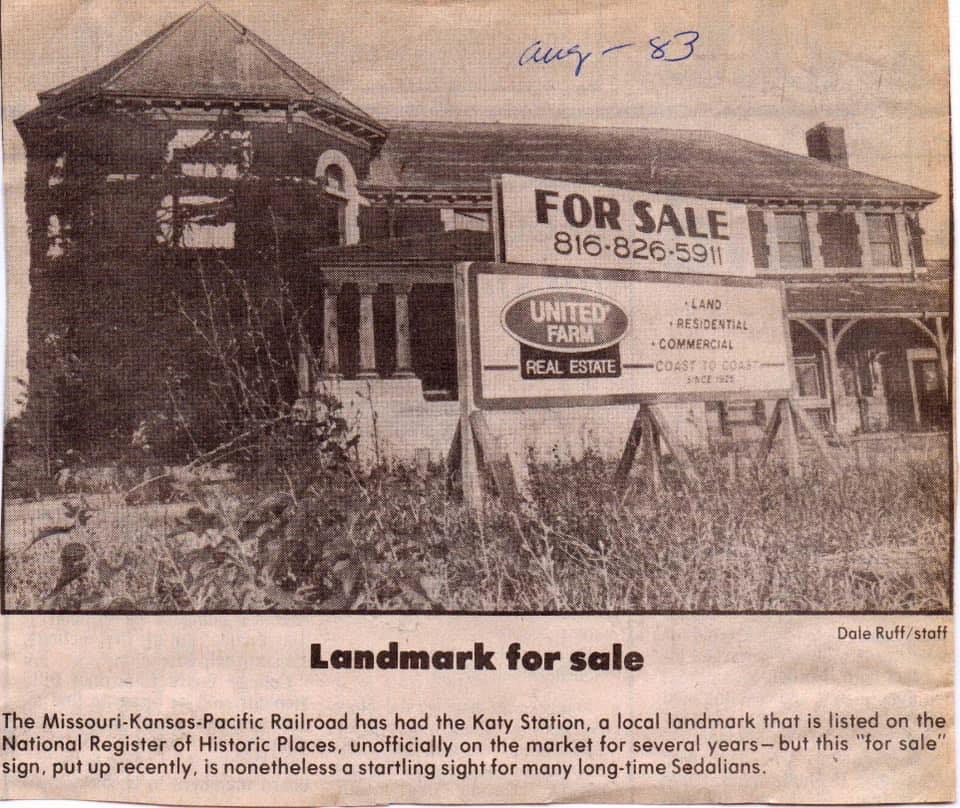 aug - 83
FOR SALE
816-826-5911
UNITED
FARM
REAL ESTATE
• LAND
• RESIDENTIAL
• COMMERCIAL
COAST TO COAST
SINCE 1925
Dale Ruff/staff
Landmark for sale
The Missouri-Kansas-Pacific Railroad has had the Katy Station, a local landmark that is listed on the
National Register of Historic Places, unofficially on the market for several years—but this "for sale"
sign, put up recently, is nonetheless a startling sight for many long-time Sedalians.